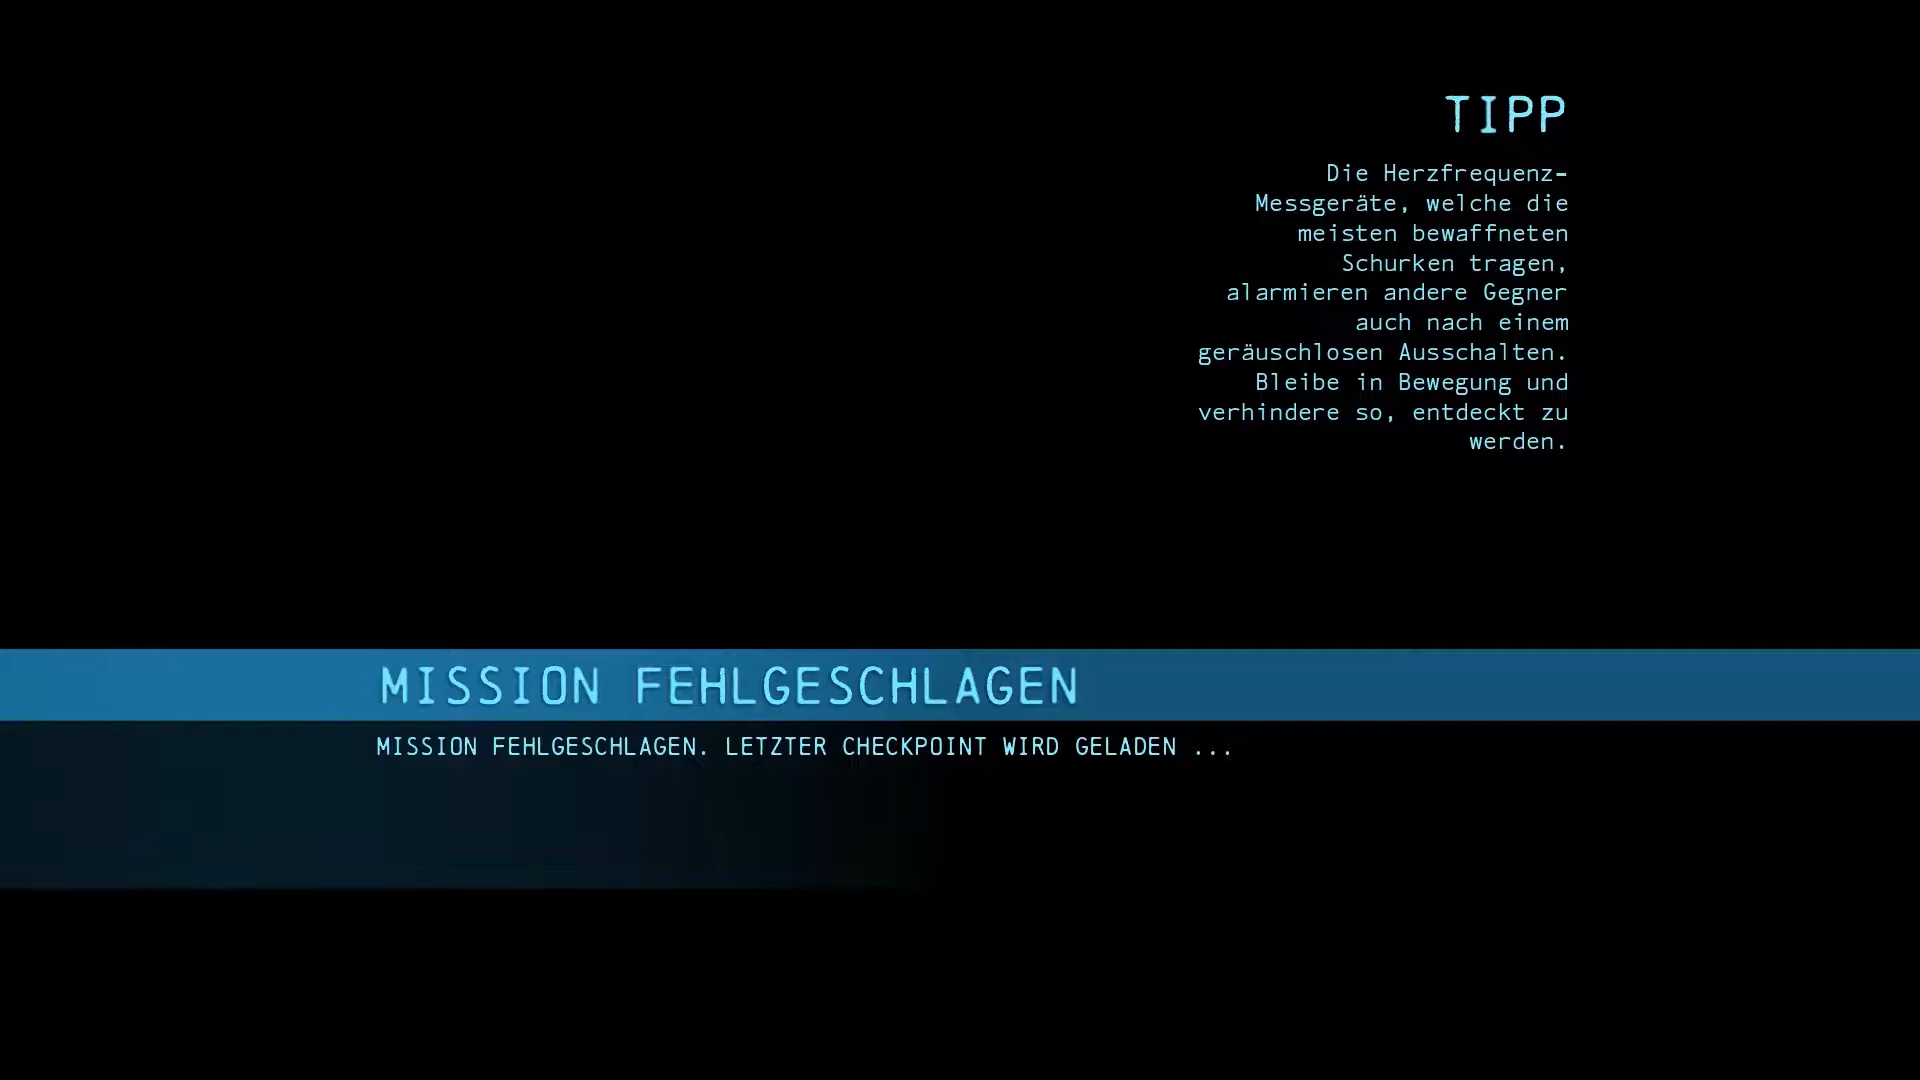 TIPP
Die Herzfrequenz-
Messgeräte, welche die
meisten bewaffneten
Schurken tragen,
alarmieren andere Gegner
auch nach einem
geräuschlosen Ausschalten.
Bleibe in Bewegung und
verhindere so, entdeckt zu
werden.
MISSION FEHLGESCHLAGEN
MISSION FEHLGESCHLAGEN. LETZTER CHECKPOINT WIRD GELADEN ...